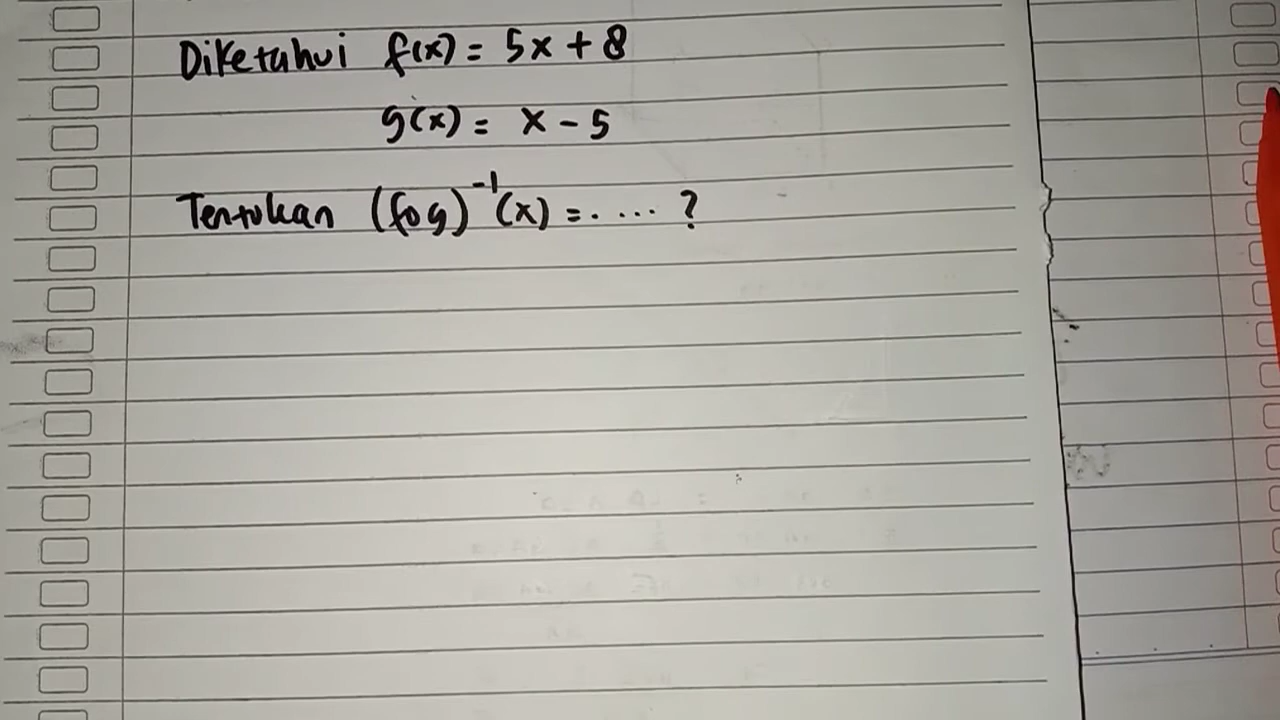 Diketahui f(x) = 5x + 8
g(x) = x - 5
Tentukan (fog)⁻¹(x) = ..... ?